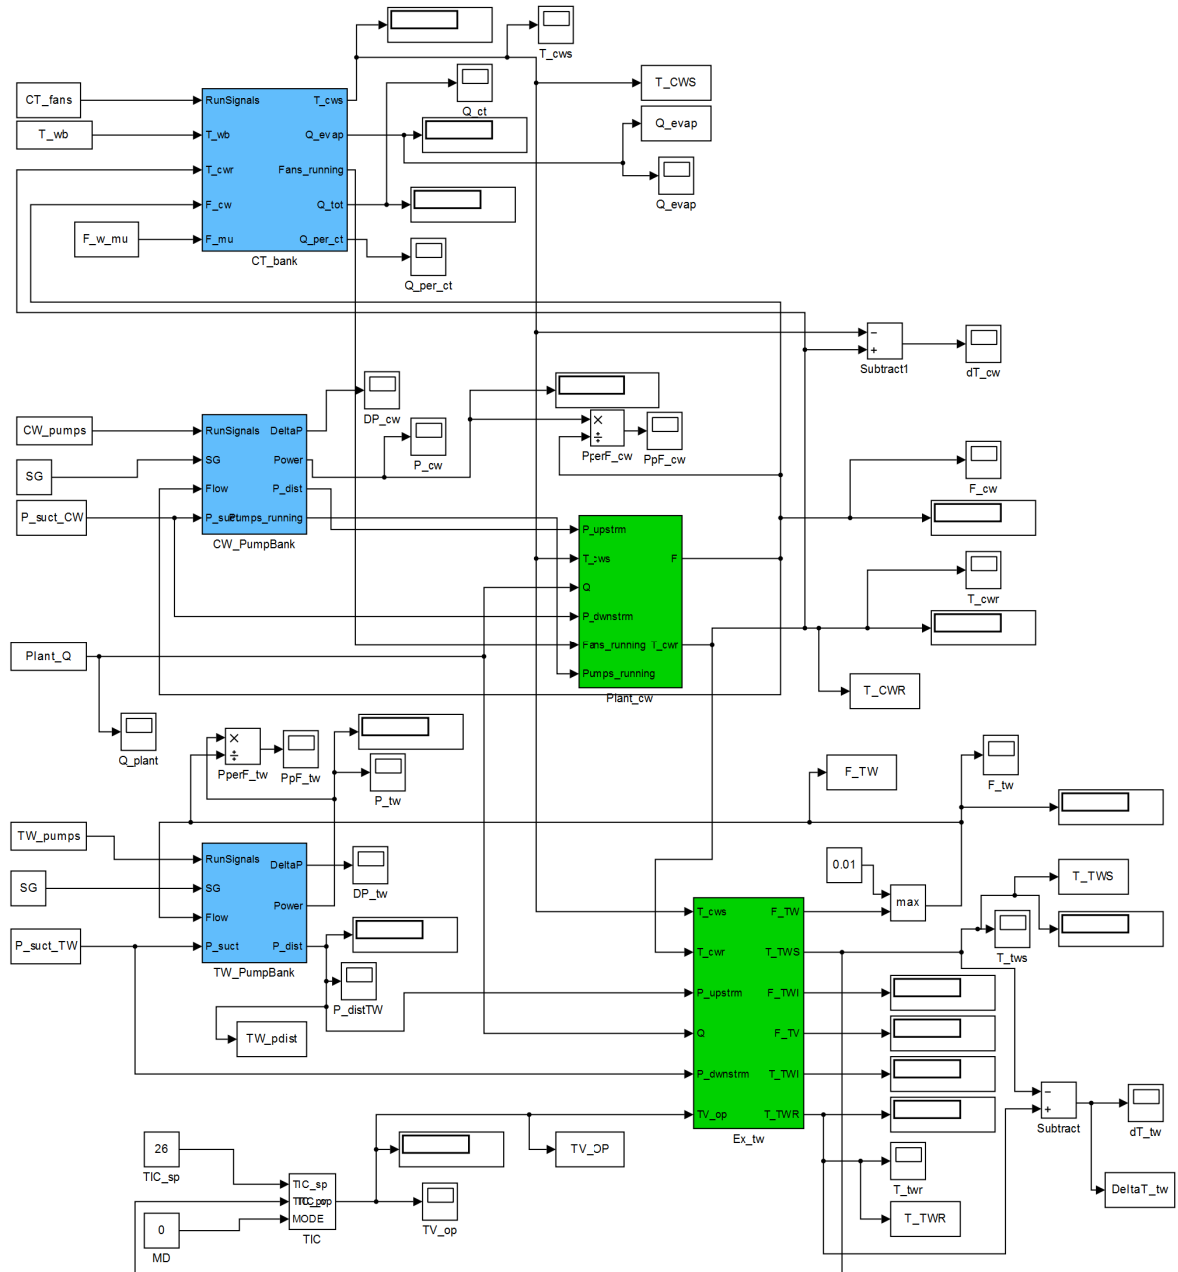 T_cws
CT_fans
T_wb
F_w_mu
RunSignals
T_wb
T_cwr
F_cw
F_mu
T_cws
Q_evap
Fans_running
Q_tot
Q_per_ct
CT_bank
Q_ct
T_CWS
Q_evap
Q_evap
Q_per_ct
−
+
Subtract1
dT_cw
CW_pumps
SG
P_suct_CW
RunSignals
SG
Flow
P_suct
DeltaP
Power
P_dist
Pumps_running
CW_PumpBank
DP_cw
P_cw
×
÷
PperF_cw
PpF_cw
F_cw
T_cwr
T_CWR
P_upstrm
T_cws
Q
P_dwnstrm
Fans_running
Pumps_running
F
T_cwr
Plant_cw
Plant_Q
Q_plant
×
÷
PperF_tw
PpF_tw
P_tw
F_TW
F_tw
TW_pumps
SG
P_suct_TW
RunSignals
SG
Flow
P_suct
DeltaP
Power
P_dist
TW_PumpBank
DP_tw
P_distTW
TW_pdist
0.01
max
T_TWS
T_tws
T_cws
T_cwr
P_upstrm
Q
P_dwnstrm
TV_op
F_TW
T_TWS
F_TWI
F_TV
T_TWI
T_TWR
Ex_tw
−
+
Subtract
dT_tw
DeltaT_tw
T_twr
T_TWR
26
TIC_sp
0
MD
TIC_sp
MODE
TIC
TV_OP
TV_op